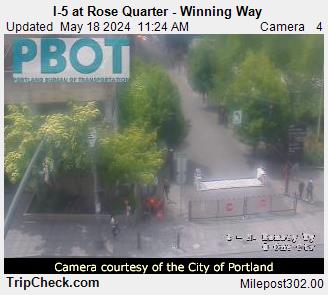 I-5 at Rose Quarter - Winning Way
Updated May 18 2024 11:24 AM Camera 4
PBOT
PORTLAND BUREAU OF TRANSPORTATION
Camera courtesy of the City of Portland
TripCheck.com Milepost302.00